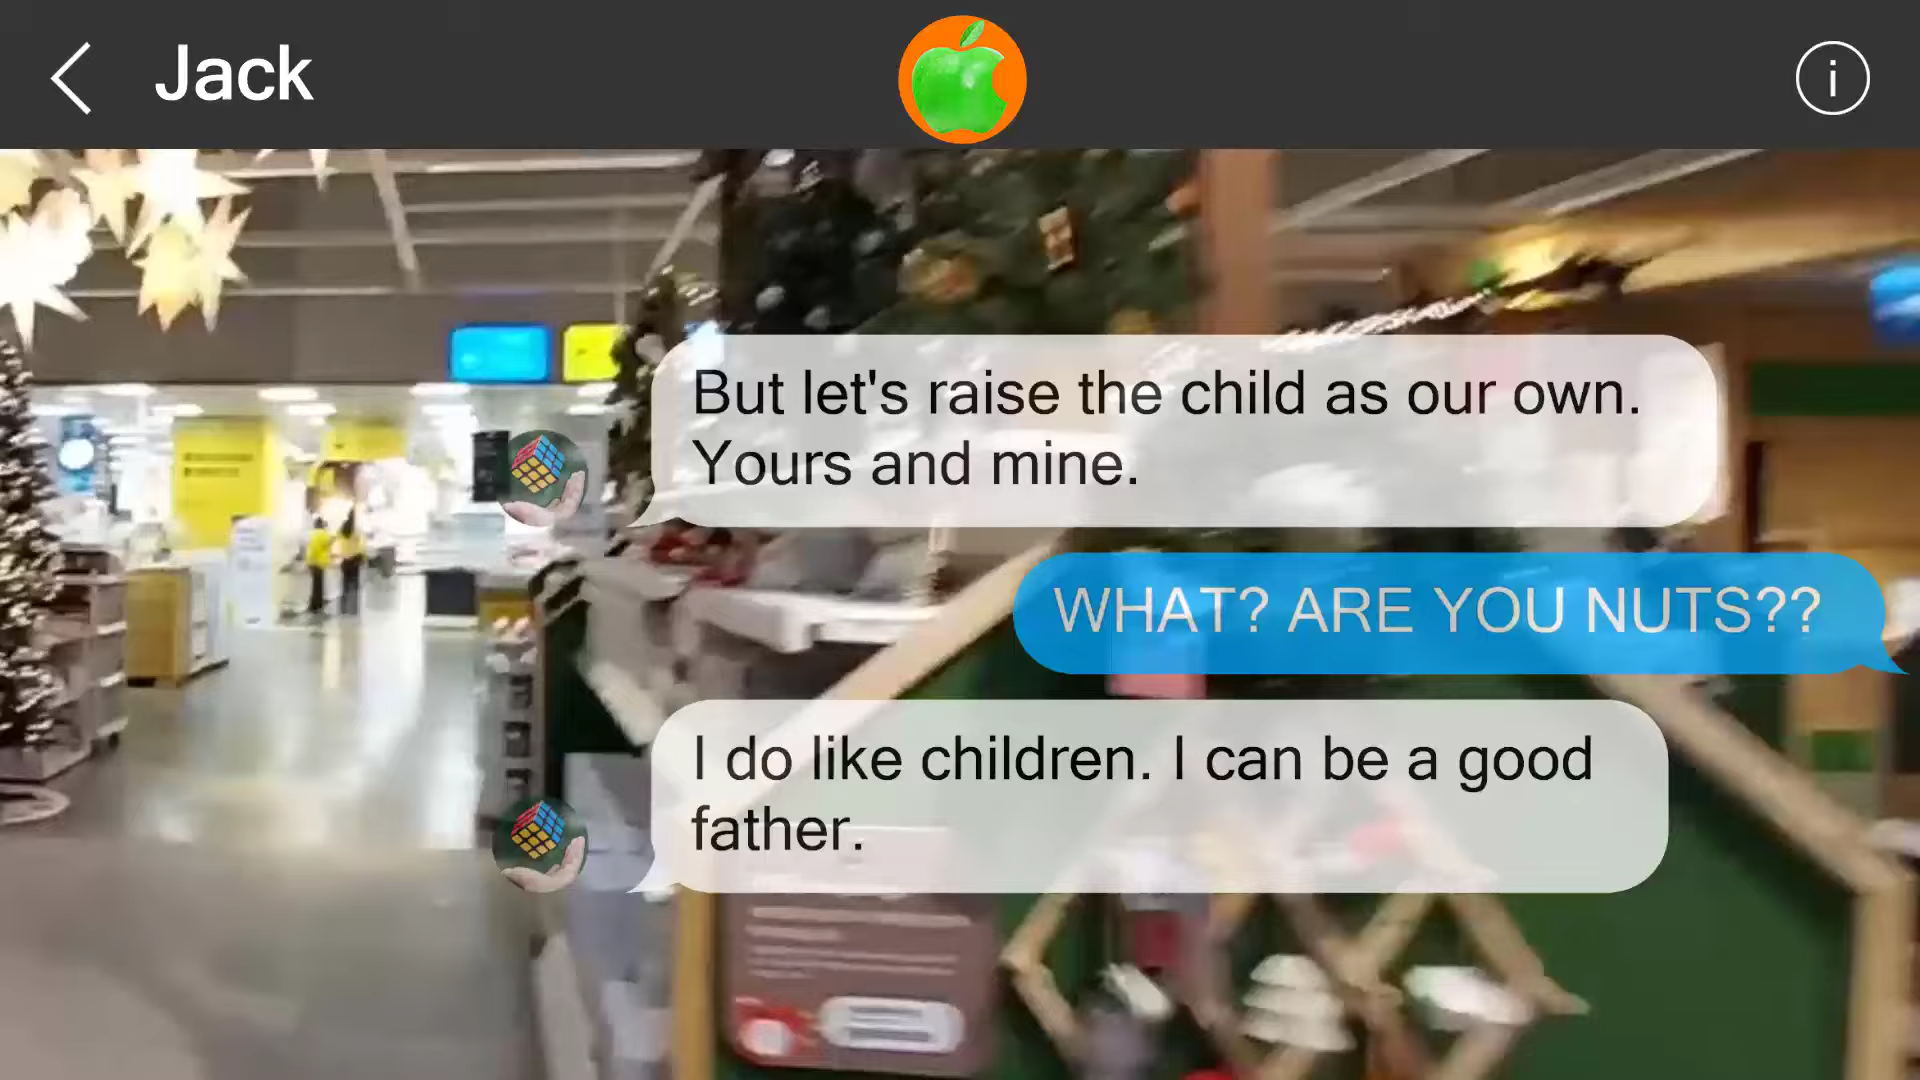 Jack
i
But let's raise the child as our own.
Yours and mine.
WHAT? ARE YOU NUTS??
I do like children. I can be a good
father.